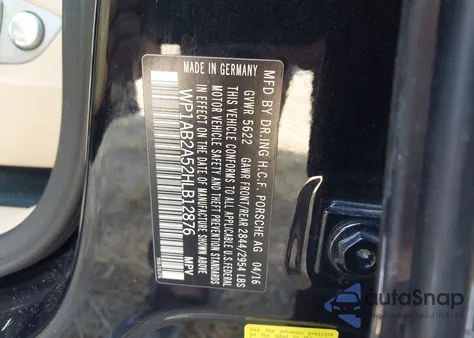 MADE IN GERMANY
MFD. BY DR.ING H.C.F. PORSCHE AG 04/16
GVWR 5622 GAWR FRONT/REAR 2844/2954 LBS
THIS VEHICLE CONFORMS TO ALL APPLICABLE U.S.FEDERAL
MOTOR VEHICLE SAFETY AND THEFT PREVENTION STANDARDS
IN EFFECT ON THE DATE OF MANUFACTURE SHOWN ABOVE
WP1AB2A52HLB12876 MPV
autoSnap